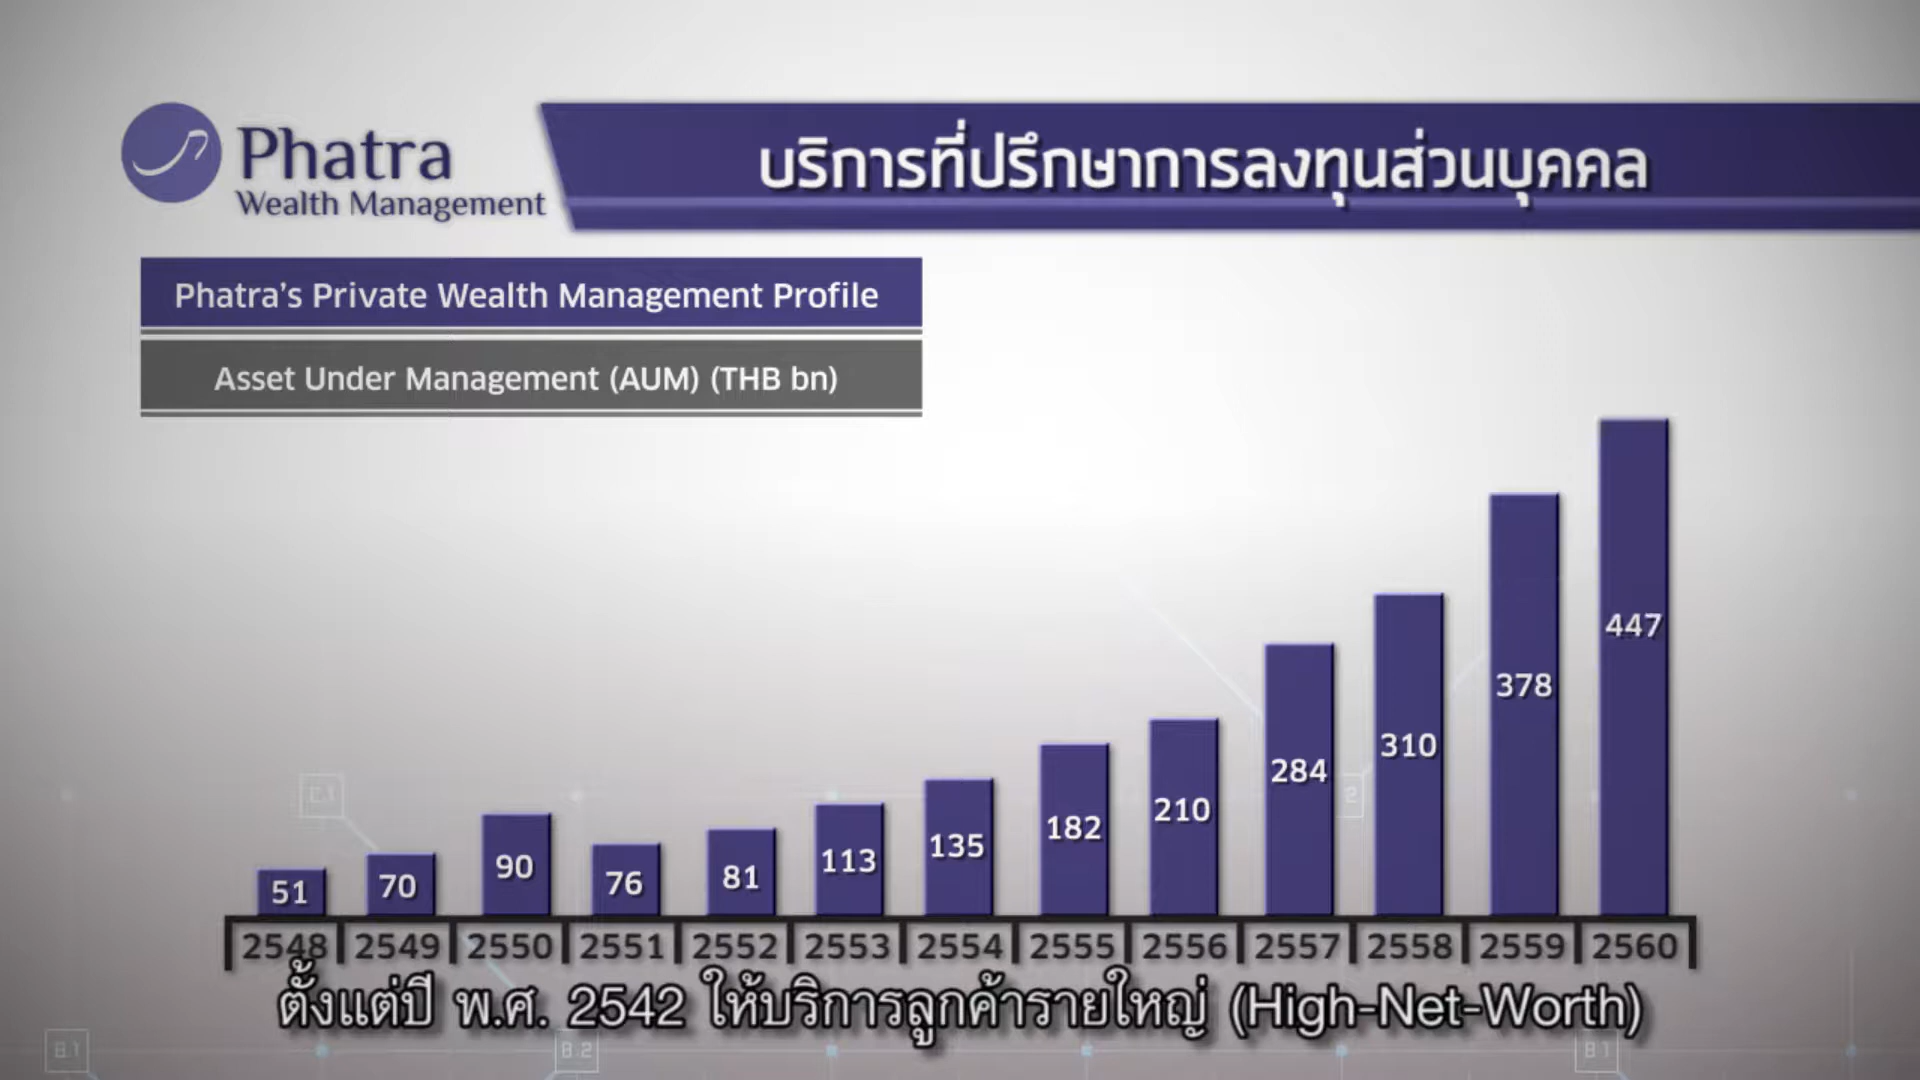 Phatra
Wealth Management
บริการที่ปรึกษาการลงทุนส่วนบุคคล
Phatra's Private Wealth Management Profile
Asset Under Management (AUM) (THB bn)
51 70 90 76 81 113 135 182 210 284 310 378 447
2548 2549 2550 2551 2552 2553 2554 2555 2556 2557 2558 2559 2560
ตั้งแต่ปี พ.ศ. 2542 ให้บริการลูกค้ารายใหญ่ (High-Net-Worth)